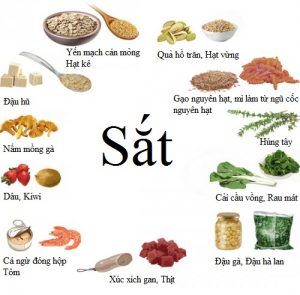 Yến mạch cán mỏng
Hạt kê
Quả hồ trăn, Hạt vừng
Đậu hũ
Gạo nguyên hạt, mì làm từ ngũ cốc
nguyên hạt
Nấm mồng gà
Sắt
Húng tây
Dâu, Kiwi
Cải cầu vồng, Rau mát
Cá ngừ đóng hộp
Tôm
Xúc xích gan, Thịt
Đậu gà, Đậu hà lan